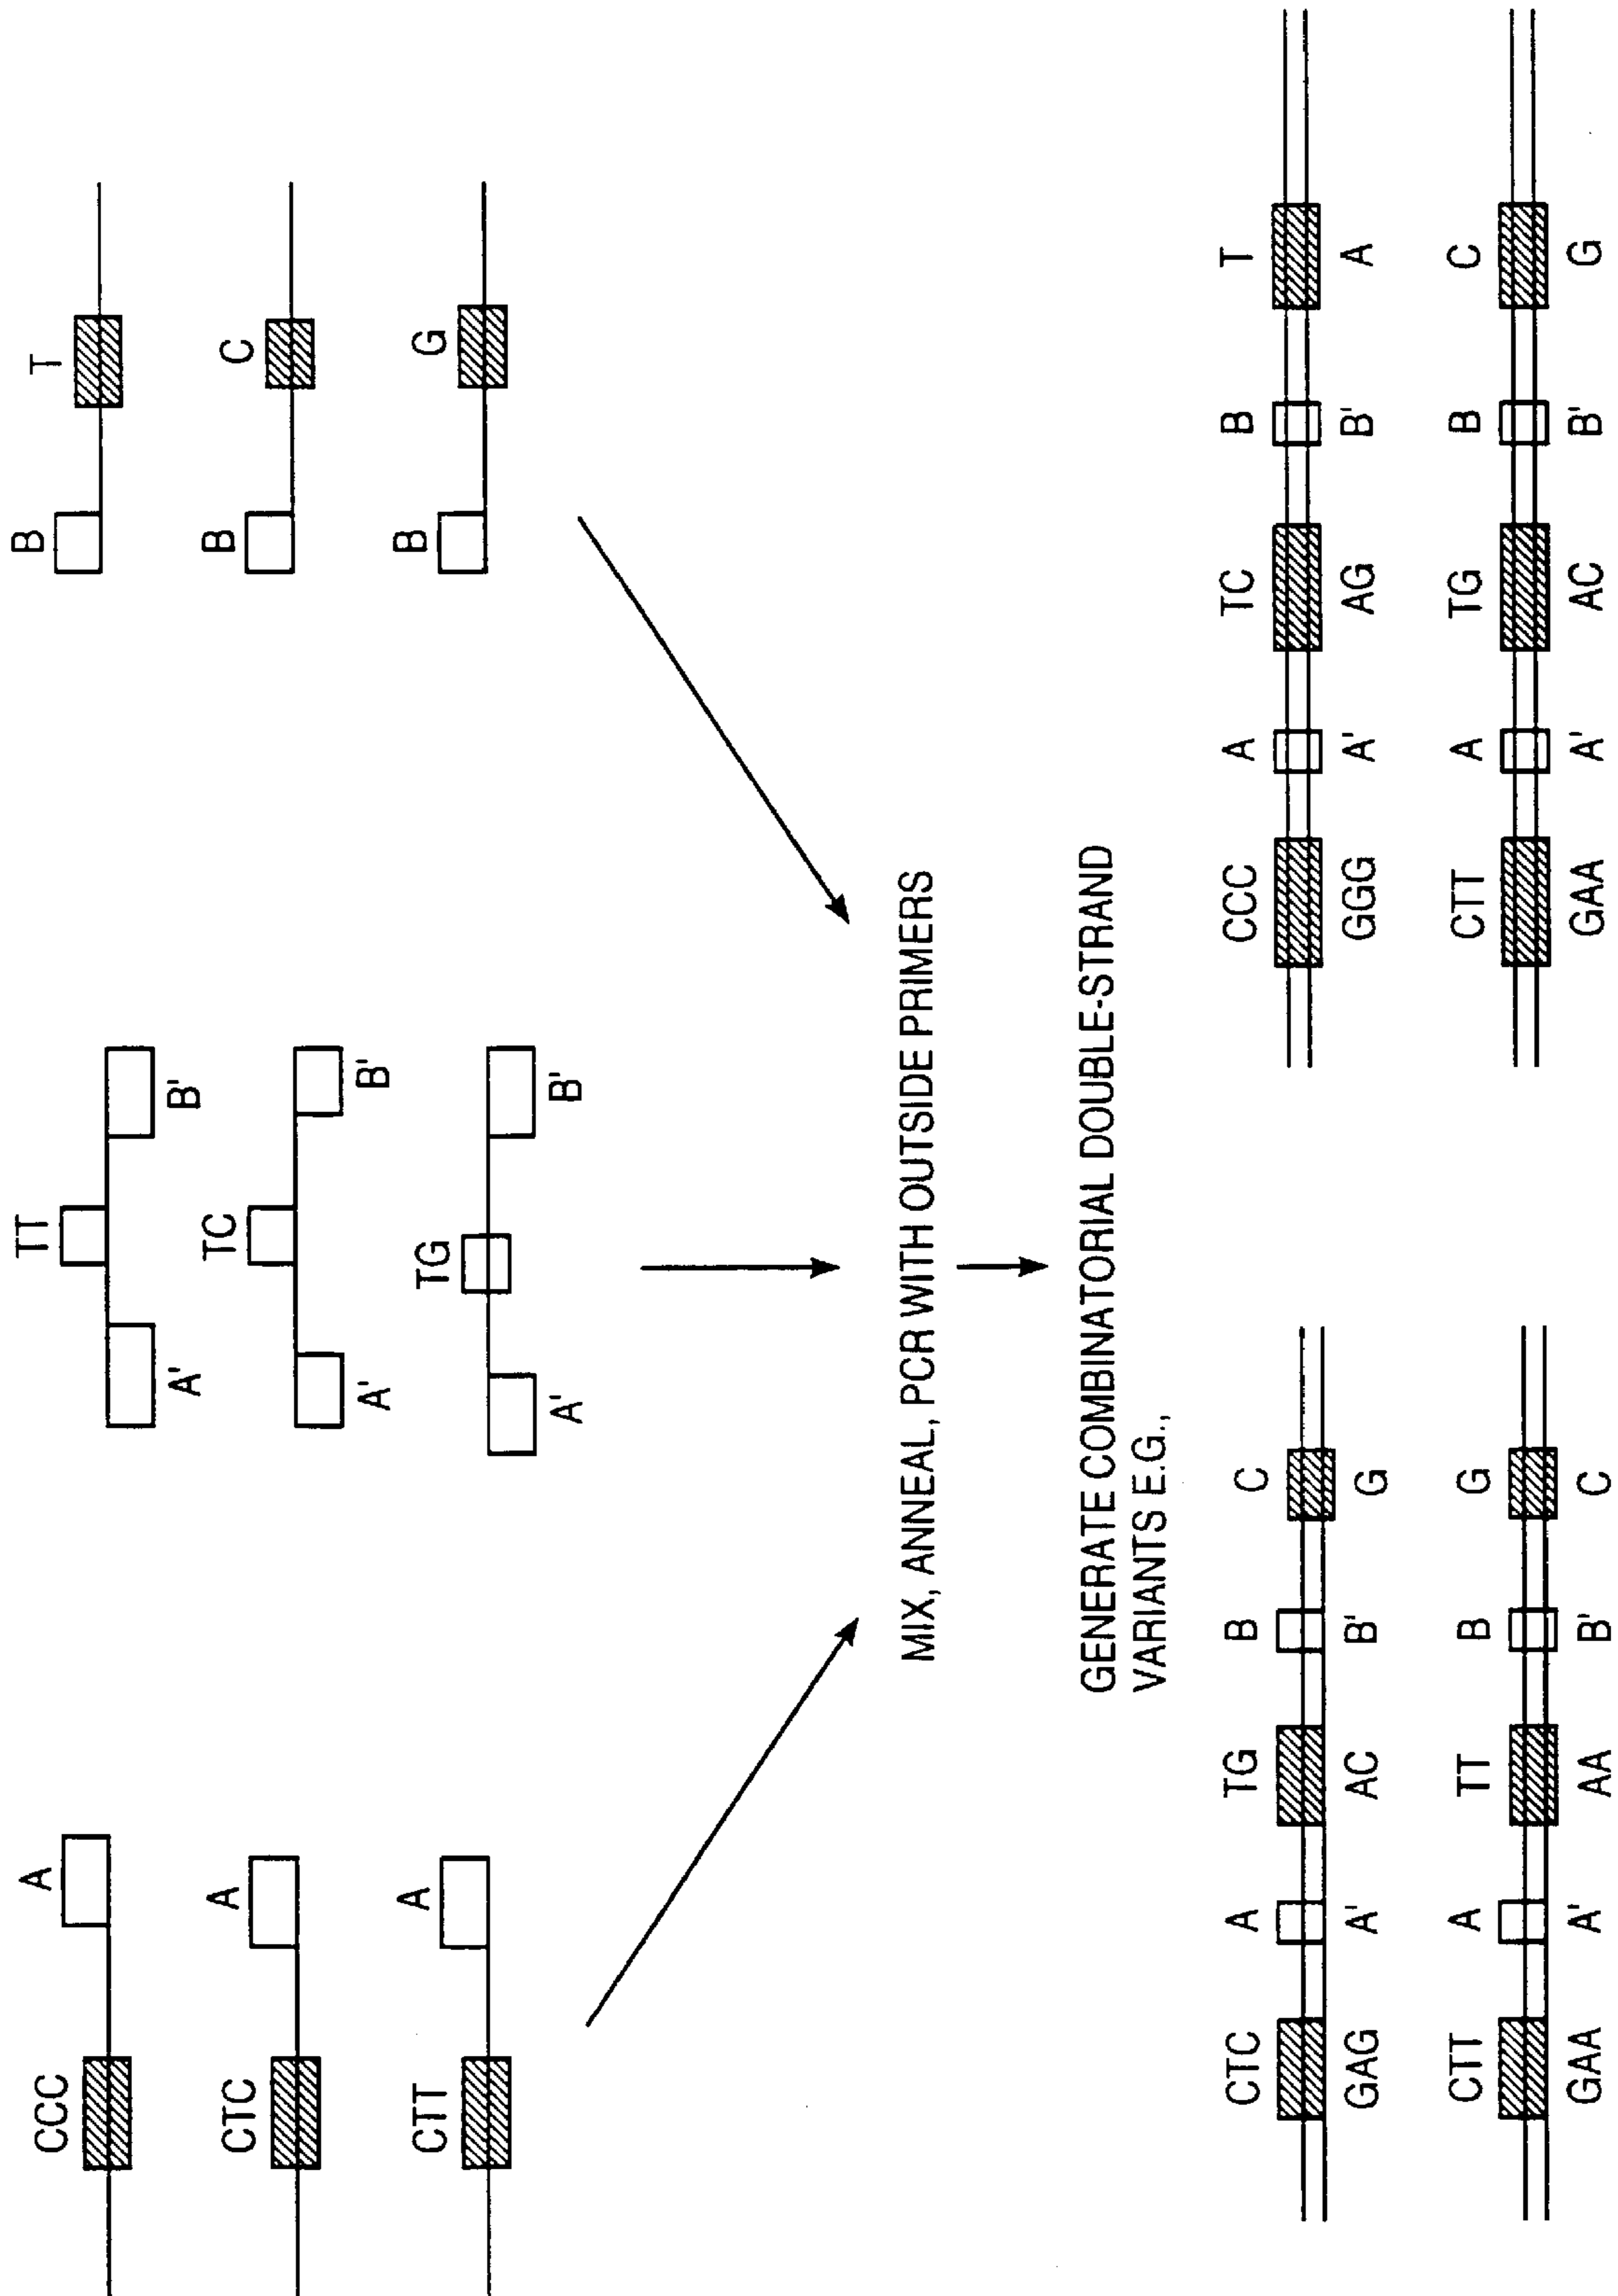 CCC A
CTC A
CTT A
TT
A' B'
TC
A' B'
TG
A' B'
B T
B C
B G
MIX, ANNEAL, PCR WITH OUTSIDE PRIMERS
GENERATE COMBINATORIAL DOUBLE-STRAND
VARIANTS E.G.,
CTC A TG B C
GAG A' AC B' G
CTT A TT B G
GAA A' AA B' C
CCC A TC B T
GGG A' AG B' A
CTT A TG B C
GAA A' AC B' G